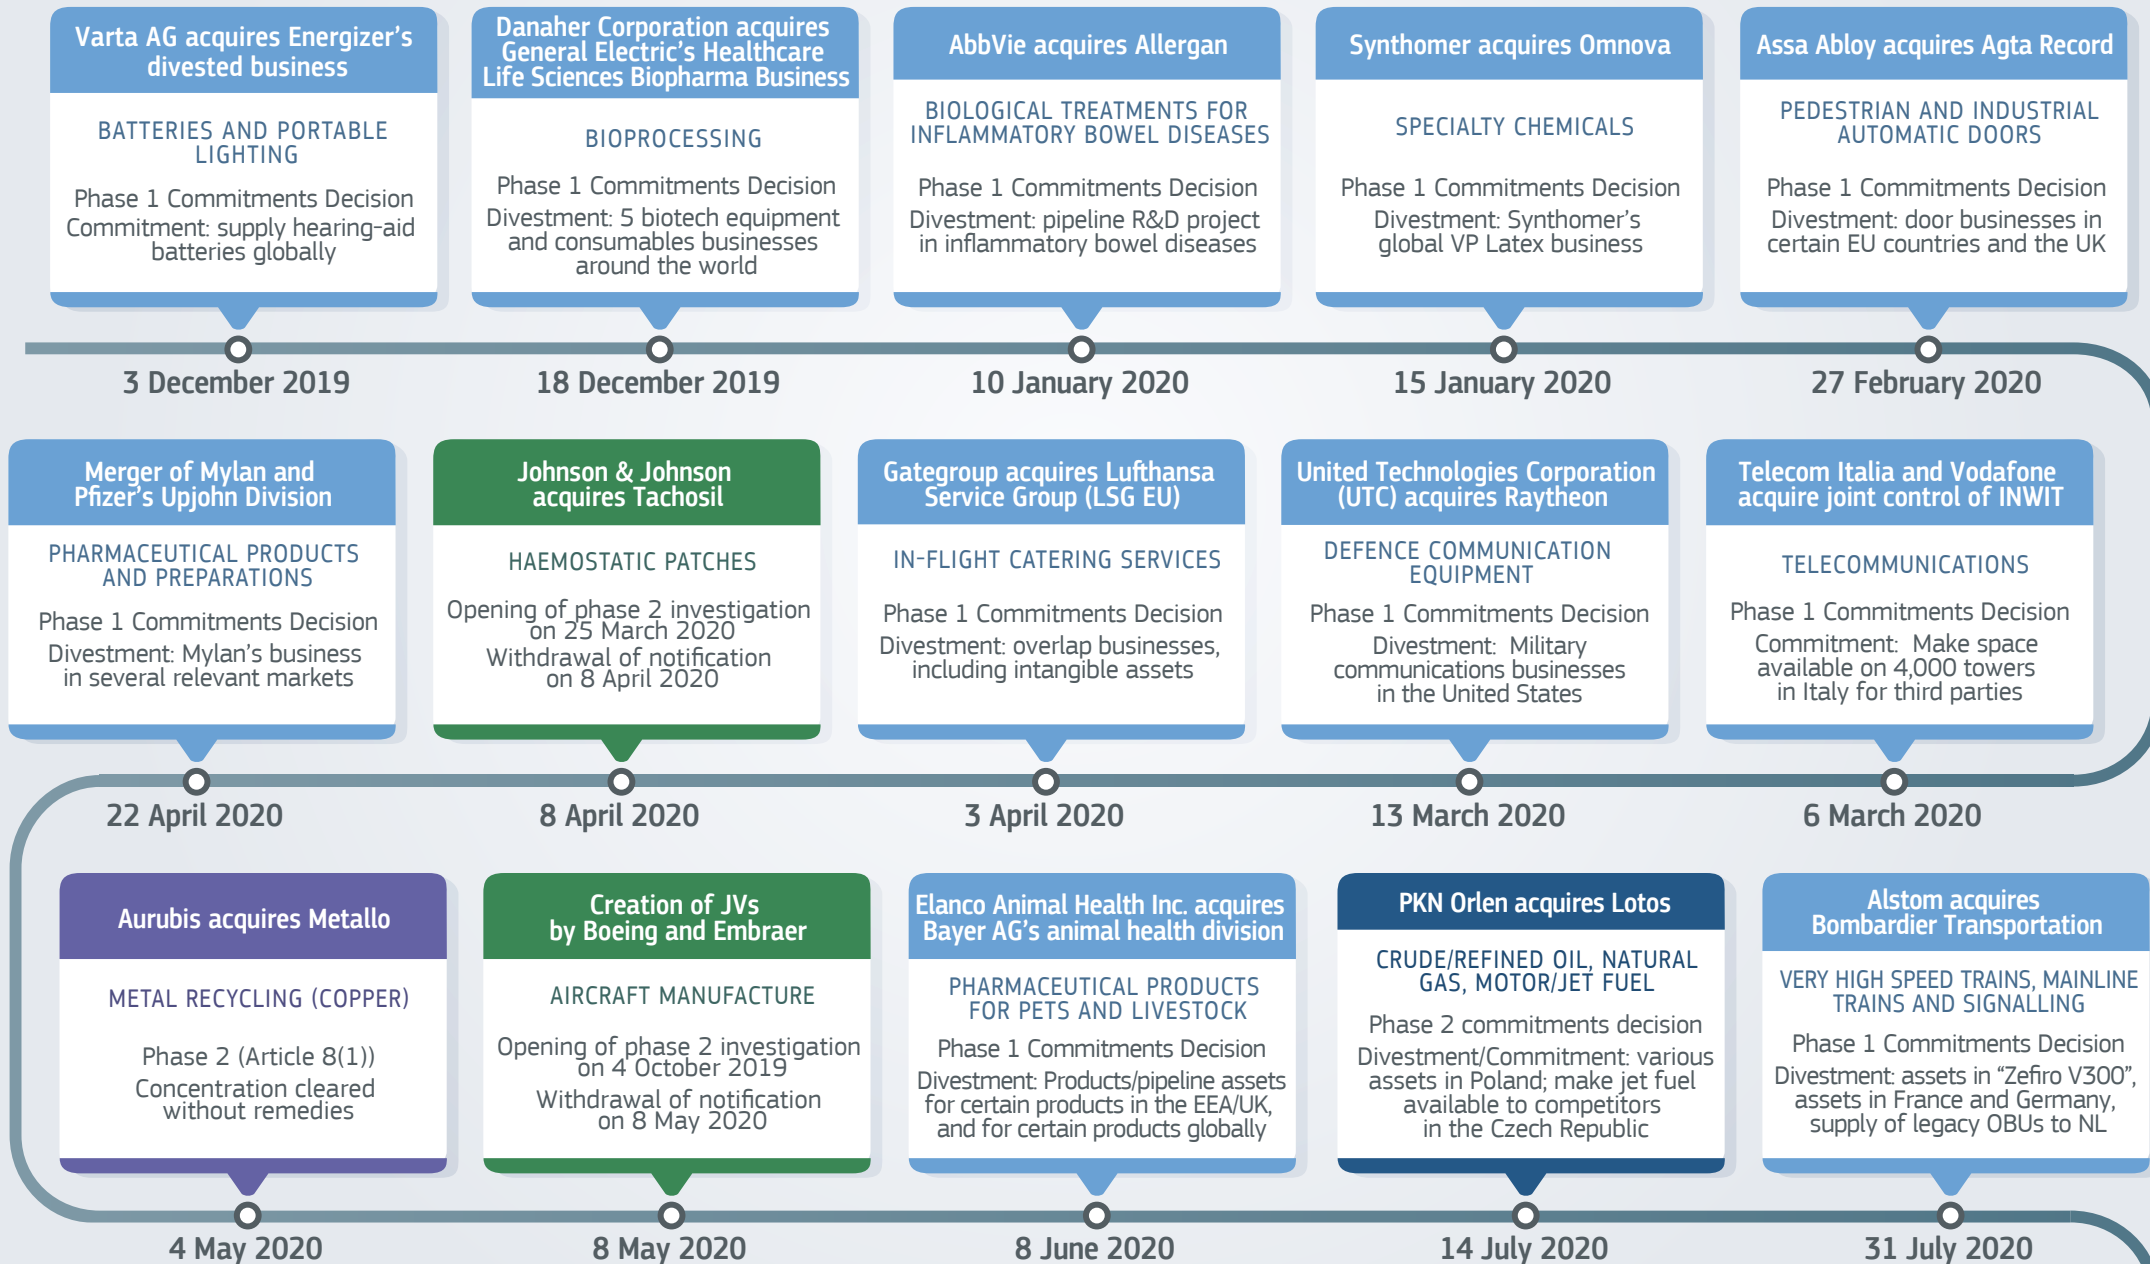 Varta AG acquires Energizer's
divested business
BATTERIES AND PORTABLE
LIGHTING
Phase 1 Commitments Decision
Commitment: supply hearing-aid
batteries globally
3 December 2019
Danaher Corporation acquires
General Electric's Healthcare
Life Sciences Biopharma Business
BIOPROCESSING
Phase 1 Commitments Decision
Divestment: 5 biotech equipment
and consumables businesses
around the world
18 December 2019
AbbVie acquires Allergan
BIOLOGICAL TREATMENTS FOR
INFLAMMATORY BOWEL DISEASES
Phase 1 Commitments Decision
Divestment: pipeline R&D project
in inflammatory bowel diseases
10 January 2020
Synthomer acquires Omnova
SPECIALTY CHEMICALS
Phase 1 Commitments Decision
Divestment: Synthomer's
global VP Latex business
15 January 2020
Assa Abloy acquires Agta Record
PEDESTRIAN AND INDUSTRIAL
AUTOMATIC DOORS
Phase 1 Commitments Decision
Divestment: door businesses in
certain EU countries and the UK
27 February 2020
Merger of Mylan and
Pfizer's Upjohn Division
PHARMACEUTICAL PRODUCTS
AND PREPARATIONS
Phase 1 Commitments Decision
Divestment: Mylan's business
in several relevant markets
22 April 2020
Johnson & Johnson
acquires Tachosil
HAEMOSTATIC PATCHES
Opening of phase 2 investigation
on 25 March 2020
Withdrawal of notification
on 8 April 2020
8 April 2020
Gategroup acquires Lufthansa
Service Group (LSG EU)
IN-FLIGHT CATERING SERVICES
Phase 1 Commitments Decision
Divestment: overlap businesses,
including intangible assets
3 April 2020
United Technologies Corporation
(UTC) acquires Raytheon
DEFENCE COMMUNICATION
EQUIPMENT
Phase 1 Commitments Decision
Divestment: Military
communications businesses
in the United States
13 March 2020
Telecom Italia and Vodafone
acquire joint control of INWIT
TELECOMMUNICATIONS
Phase 1 Commitments Decision
Commitment: Make space
available on 4,000 towers
in Italy for third parties
6 March 2020
Aurubis acquires Metallo
METAL RECYCLING (COPPER)
Phase 2 (Article 8(1))
Concentration cleared
without remedies
4 May 2020
Creation of JVs
by Boeing and Embraer
AIRCRAFT MANUFACTURE
Opening of phase 2 investigation
on 4 October 2019
Withdrawal of notification
on 8 May 2020
8 May 2020
Elanco Animal Health Inc. acquires
Bayer AG's animal health division
PHARMACEUTICAL PRODUCTS
FOR PETS AND LIVESTOCK
Phase 1 Commitments Decision
Divestment: Products/pipeline assets
for certain products in the EEA/UK,
and for certain products globally
8 June 2020
PKN Orlen acquires Lotos
CRUDE/REFINED OIL, NATURAL
GAS, MOTOR/JET FUEL
Phase 2 commitments decision
Divestment/Commitment: various
assets in Poland; make jet fuel
available to competitors
in the Czech Republic
14 July 2020
Alstom acquires
Bombardier Transportation
VERY HIGH SPEED TRAINS, MAINLINE
TRAINS AND SIGNALLING
Phase 1 Commitments Decision
Divestment: assets in “Zefiro V300”,
assets in France and Germany,
supply of legacy OBUs to NL
31 July 2020